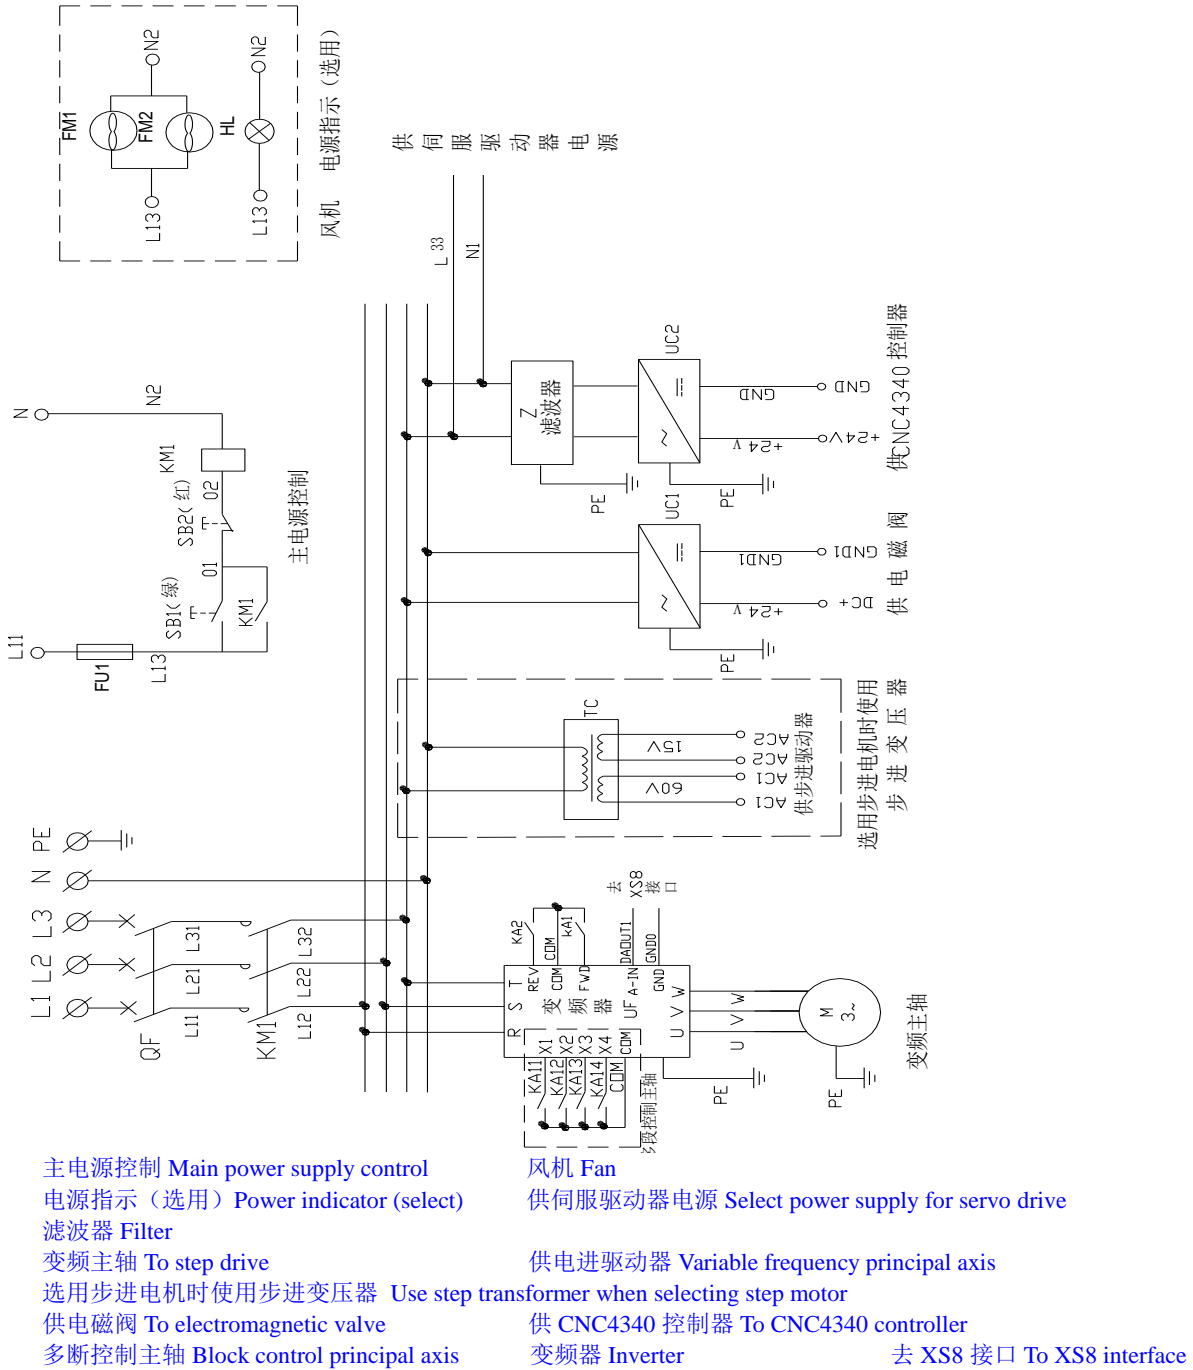 FM1
FM2
HL
N2
N2
L13
L13
风机 电源指示（选用）
供伺服驱动器电源
L 33
N1
N
N2
KM1
02
SB2(红)
01
SB1(绿)
KM1
L11
FU1
L13
主电源控制
Z
滤波器
PE
UC2
GND
GND
+24V
+24V
PE
供CNC4340 控制器
UC1
GND1
GND1
+24V
DC+
PE
供电磁阀
TC
15V
60V
AC2
AC2
AC1
AC1
供步进驱动器
选用步进电机时使用
步进变压器
L1 L2 L3 N PE
QF
L11 L21 L31
KM1
L12 L22 L32
KA2
COM
kA1
DAOUT1
GND0
去
XS8
接口
R S T
REV
COM
FWD
A-IN
GND
变频器
UF
X1
X2
X3
X4
COM
KA11
KA12
KA13
KA14
COM
多段控制主轴
U V W
U V W
M
3~
PE
PE
变频主轴
主电源控制 Main power supply control 风机 Fan
电源指示（选用）Power indicator (select) 供伺服驱动器电源 Select power supply for servo drive
滤波器 Filter
变频主轴 To step drive 供电进驱动器 Variable frequency principal axis
选用步进电机时使用步进变压器 Use step transformer when selecting step motor
供电磁阀 To electromagnetic valve 供 CNC4340 控制器 To CNC4340 controller
多断控制主轴 Block control principal axis 变频器 Inverter 去 XS8 接口 To XS8 interface